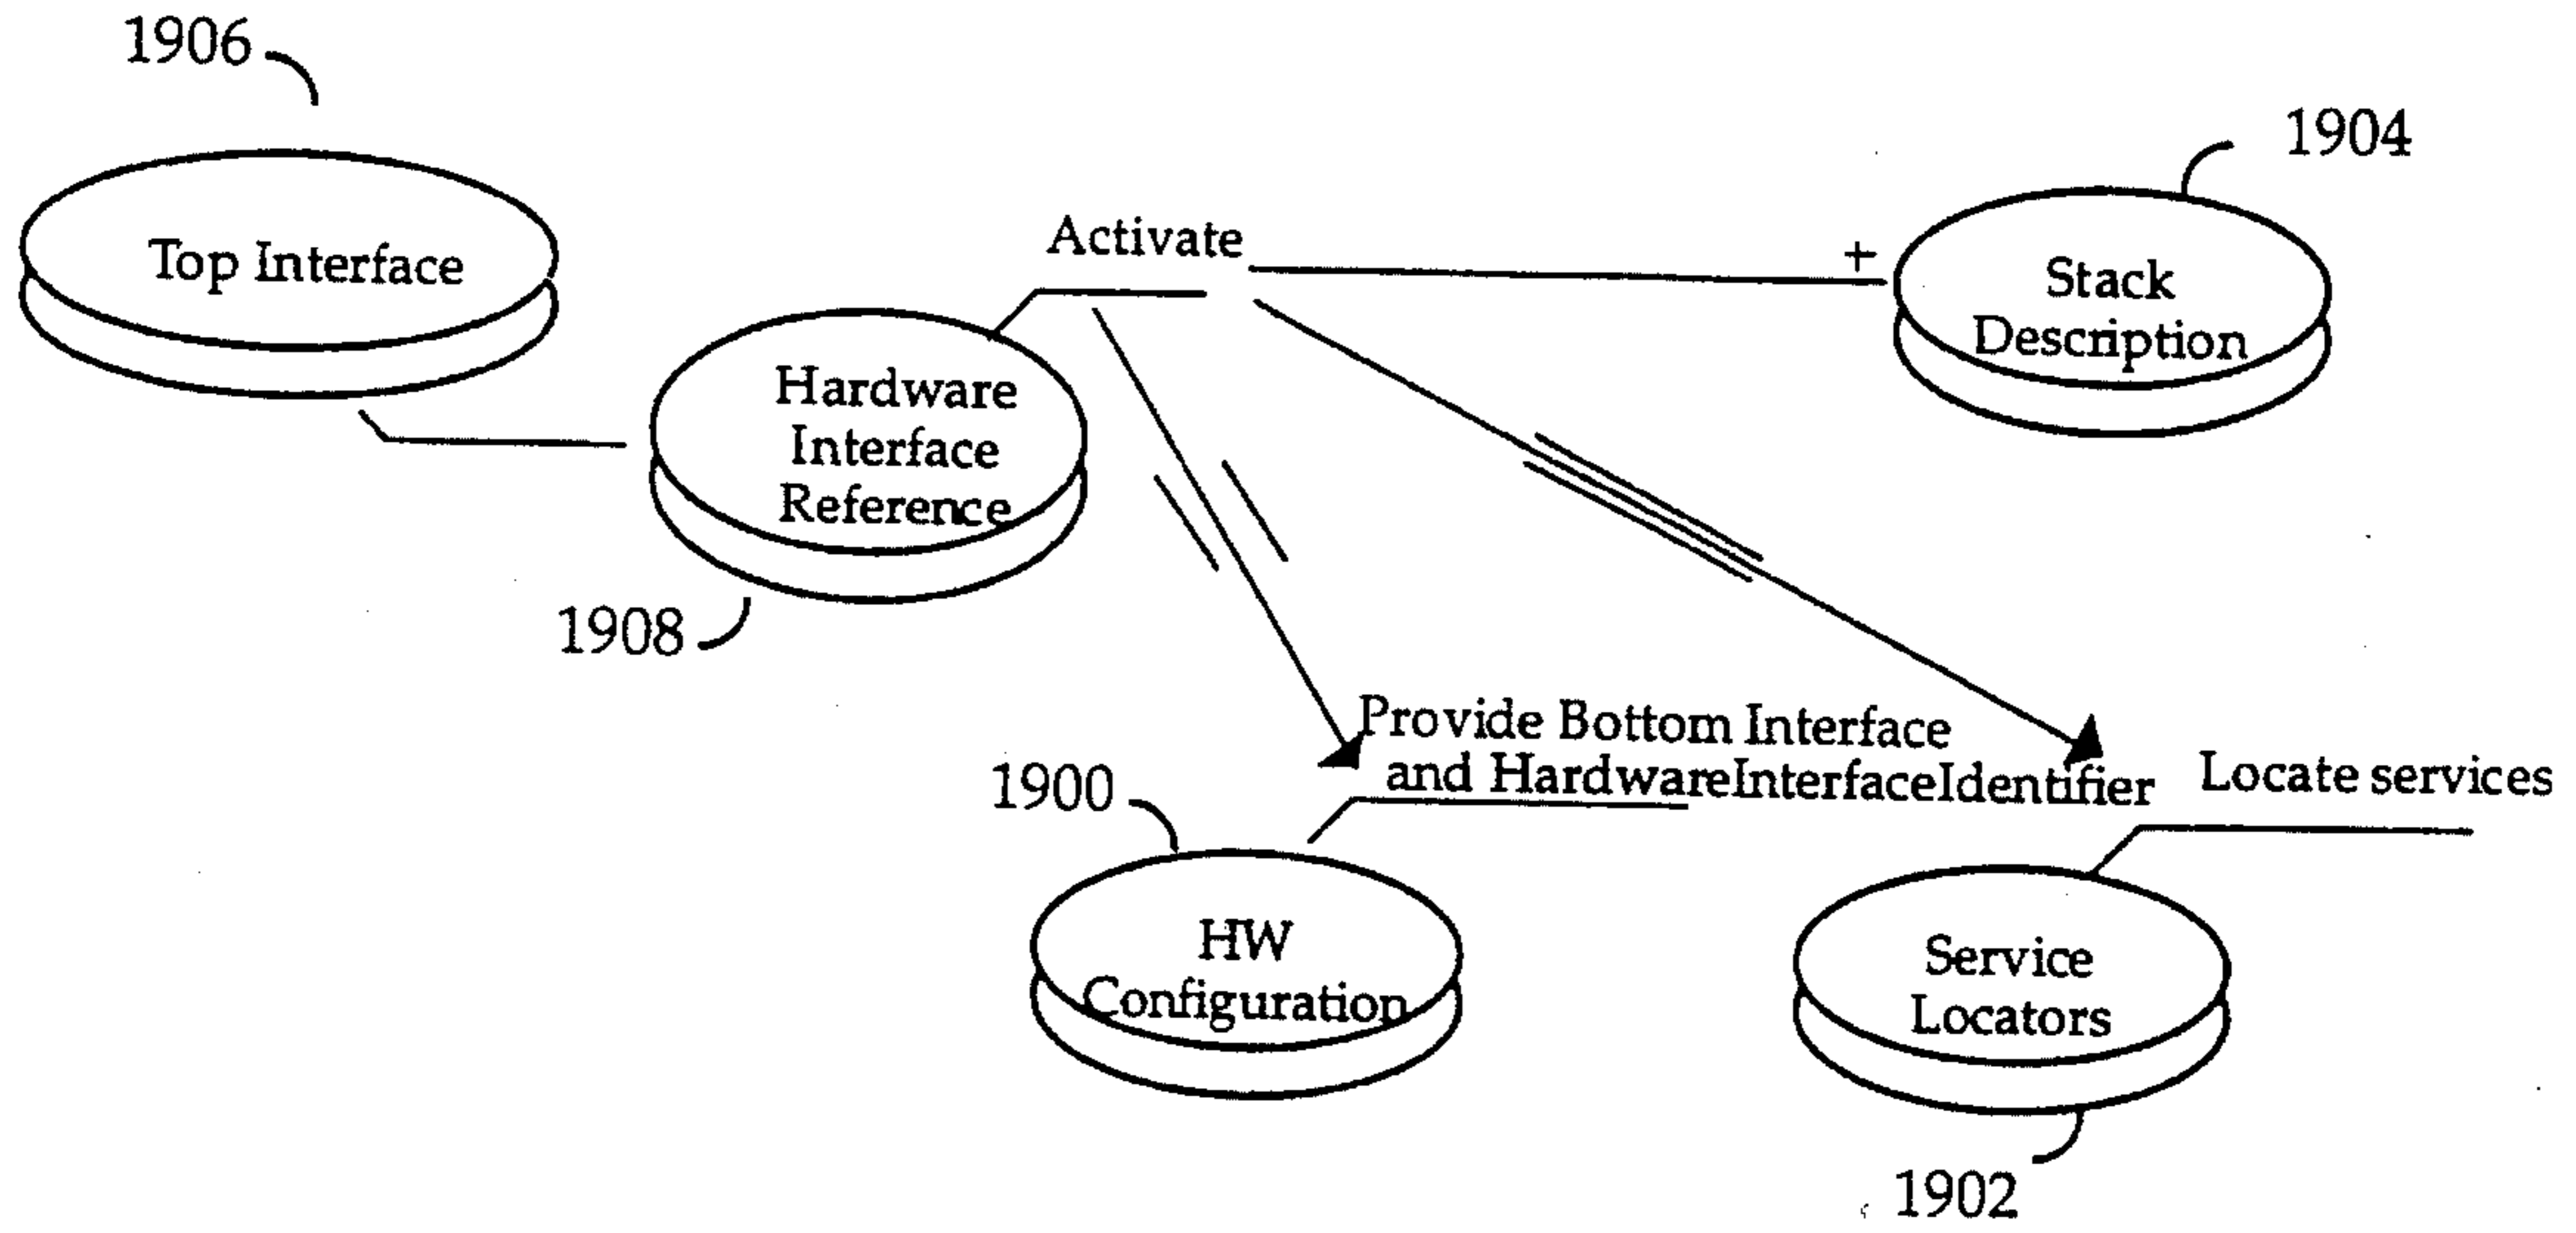 1906
1904
Activate
+
Top Interface
Stack
Description
Hardware
Interface
Reference
1908
Provide Bottom Interface
and HardwareInterfaceIdentifier
Locate services
1900
HW
Configuration
Service
Locators
1902